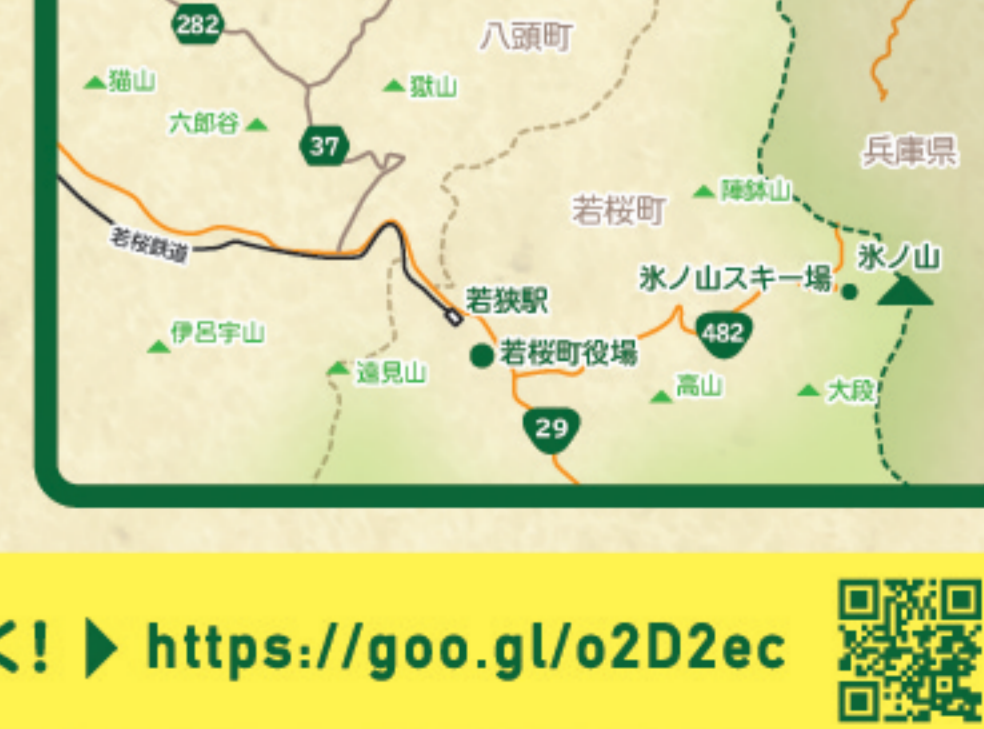 282
八頭町
猫山
嶽山
六郎谷
37
兵庫県
陣鉢山
若桜町
若桜鉄道
氷ノ山
氷ノ山スキー場
若狭駅
482
伊呂宇山
若桜町役場
遠見山
高山
大段
29
く! ▶ https://goo.gl/o2D2ec